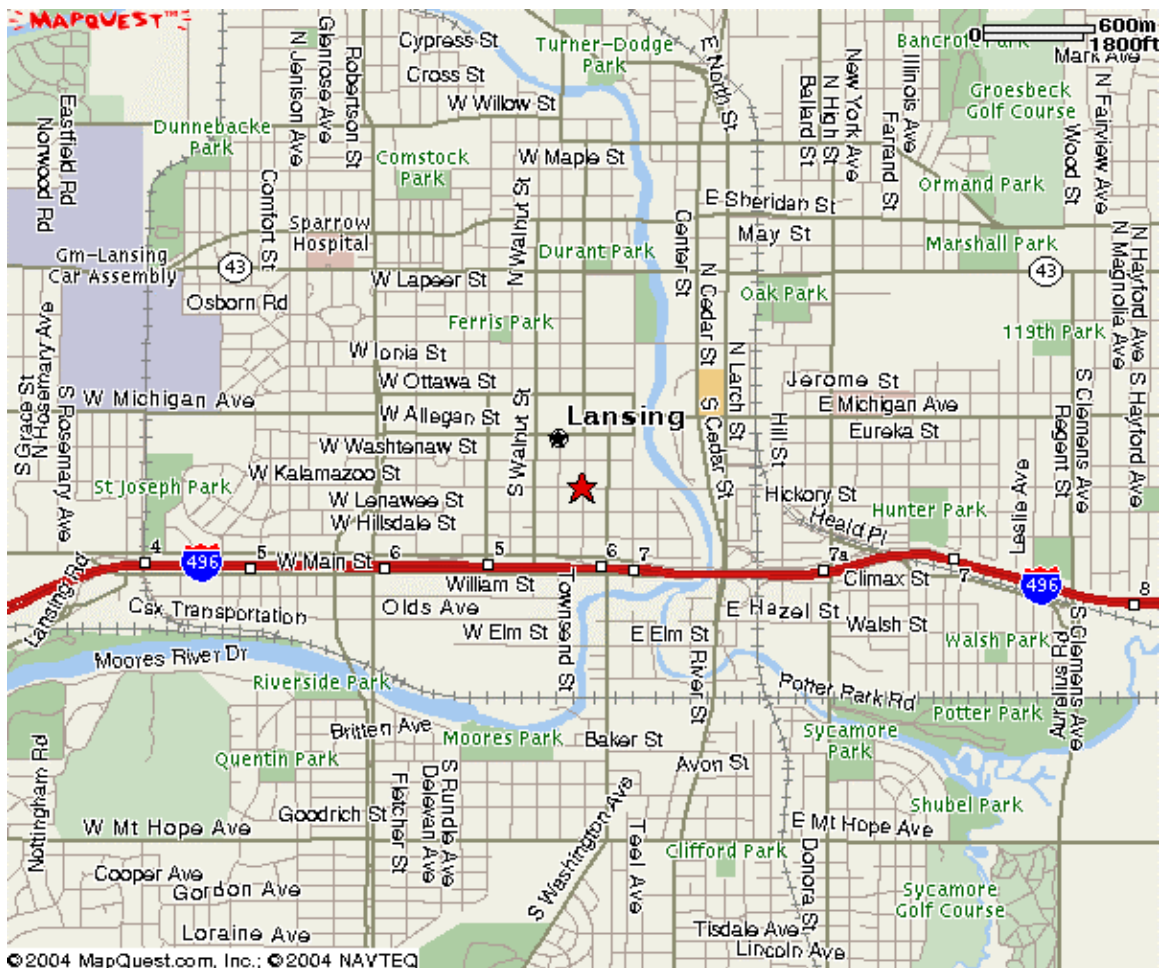 MAPQUEST™
0
600m
1800ft
Cypress St
Cross St
W Willow St
Turner-Dodge
Park
E North St
Bancroft Park
Mark Ave
Groesbeck
Golf Course
N Jenison Ave
Glenrose Ave
Robertson St
Ballard St
N High St
New York Ave
Farrand St
Illinois Ave
Wood St
N Fairview Ave
Eastfield Rd
Norwood Rd
Dunnebacke
Park
Comstock
Park
W Maple St
Ormand Park
E Sheridan St
May St
Marshall Park
Comfort St
Sparrow
Hospital
N Walnut St
Durant Park
Center St
Gm-Lansing
Car Assembly
43
W Lapeer St
N Cedar St
Oak Park
43
N Magnolia Ave
N Hayford Ave
Osborn Rd
Ferris Park
119th Park
W Ionia St
N Larch St
W Ottawa St
Jerome St
S Grace St
N Rosemary Ave
S Rosemary Ave
W Michigan Ave
W Allegan St
S Walnut St
Lansing
S Cedar St
E Michigan Ave
Eureka St
Hill St
S Clemens Ave
S Hayford Ave
Regent St
W Washtenaw St
W Kalamazoo St
St Joseph Park
W Lenawee St
W Hillsdale St
Hickory St
Heald Pl
Hunter Park
Leslie Ave
Lansing Rd
4
496
5
W Main St
6
5
6
7
7a
7
496
8
William St
Climax St
Csx Transportation
Olds Ave
Townsend St
E Hazel St
Walsh St
W Elm St
E Elm St
S River St
Walsh Park
S Clemens Ave
Aurelius Rd
Moores River Dr
Riverside Park
Potter Park Rd
Potter Park
Britten Ave
Moores Park
Baker St
Sycamore
Park
Nottingham Rd
Quentin Park
Avon St
Fletcher St
Delevan Ave
S Rundle Ave
Shubel Park
Goodrich St
W Mt Hope Ave
S Washington Ave
Teel Ave
E Mt Hope Ave
Clifford Park
Donora St
Cooper Ave
Gordon Ave
Sycamore
Golf Course
Loraine Ave
Tisdale Ave
Lincoln Ave
©2004 MapQuest.com, Inc.; ©2004 NAVTEQ